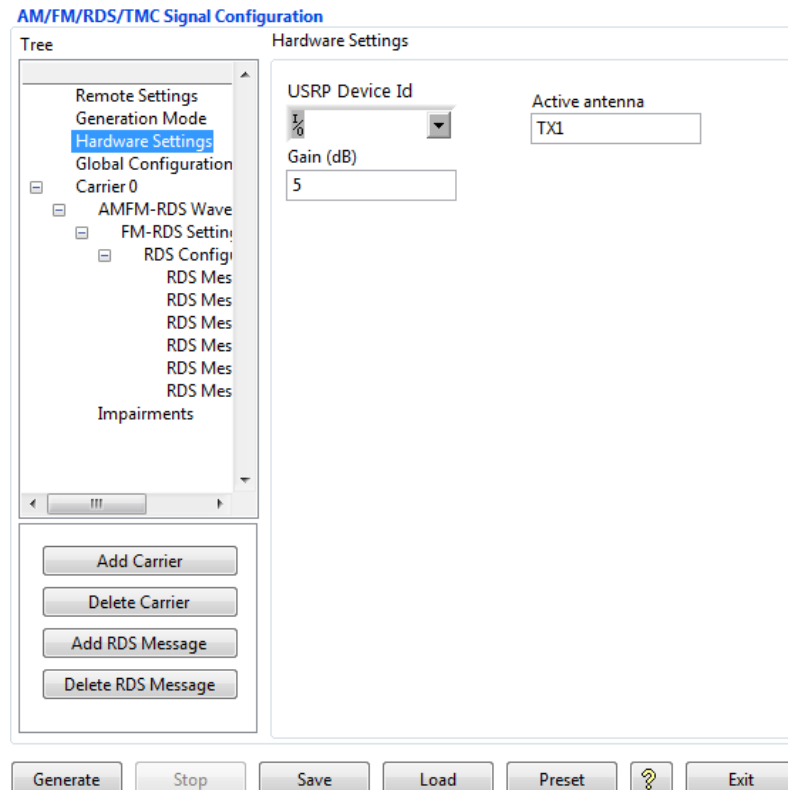 AM/FM/RDS/TMC Signal Configuration
Tree
Hardware Settings
Remote Settings
Generation Mode
Hardware Settings
Global Configuration
Carrier 0
AMFM-RDS Wave
FM-RDS Setting
RDS Config
RDS Mes
RDS Mes
RDS Mes
RDS Mes
RDS Mes
RDS Mes
Impairments
USRP Device Id
I/O
Active antenna
TX1
Gain (dB)
5
Add Carrier
Delete Carrier
Add RDS Message
Delete RDS Message
Generate
Stop
Save
Load
Preset
?
Exit